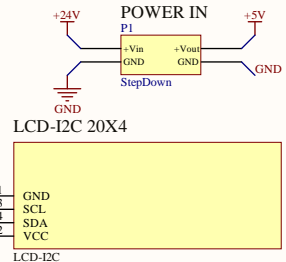 POWER IN
+24V
+5V
P1
+Vin +Vout
GND GND
GND
StepDown
GND
LCD-I2C 20X4
GND
SCL
SDA
VCC
LCD-I2C